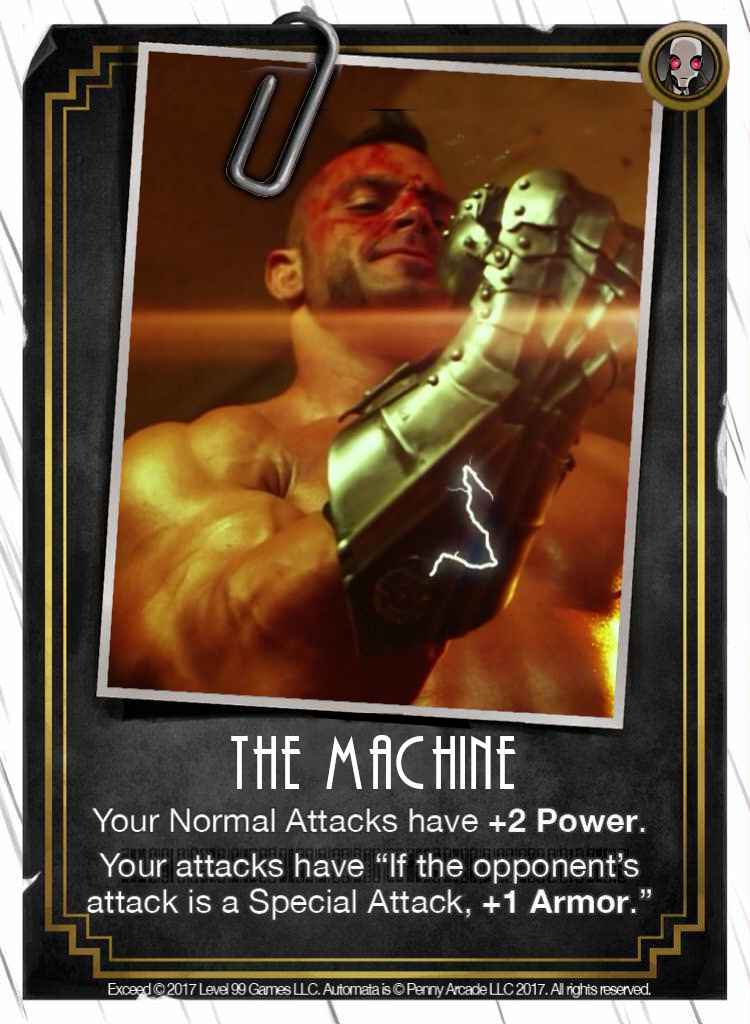 THE MACHINE
Your Normal Attacks have +2 Power.
Your attacks have “If the opponent’s
attack is a Special Attack, +1 Armor.”
Exceed © 2017 Level 99 Games LLC. Automata is © Penny Arcade LLC 2017. All rights reserved.